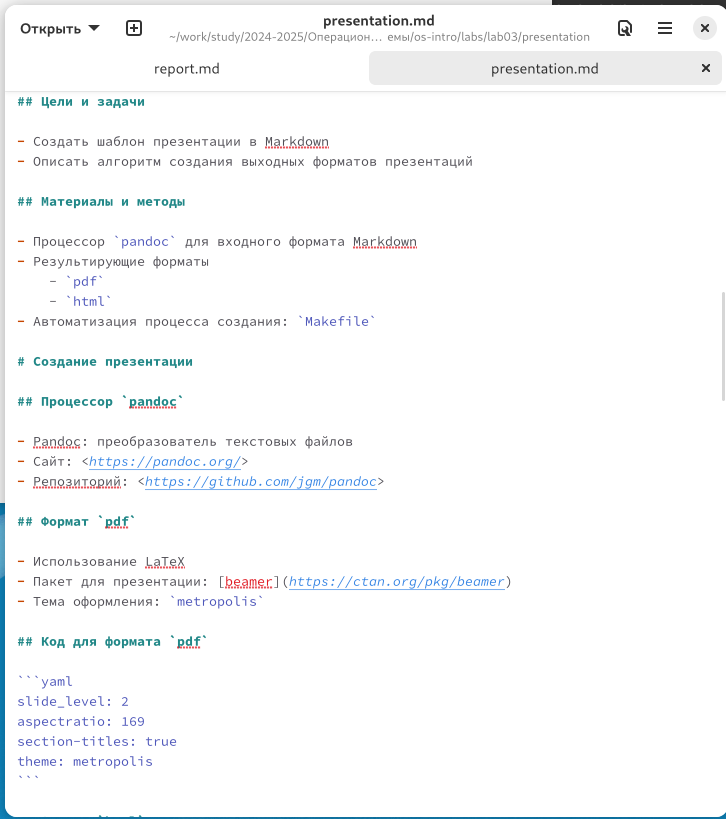 Открыть
presentation.md
~/work/study/2024-2025/Операцион… емы/os-intro/labs/lab03/presentation
report.md
presentation.md
## Цели и задачи
- Создать шаблон презентации в Markdown
- Описать алгоритм создания выходных форматов презентаций
## Материалы и методы
- Процессор `pandoc` для входного формата Markdown
- Результирующие форматы
    - `pdf`
    - `html`
- Автоматизация процесса создания: `Makefile`
# Создание презентации
## Процессор `pandoc`
- Pandoc: преобразователь текстовых файлов
- Сайт: <https://pandoc.org/>
- Репозиторий: <https://github.com/jgm/pandoc>
## Формат `pdf`
- Использование LaTeX
- Пакет для презентации: [beamer](https://ctan.org/pkg/beamer)
- Тема оформления: `metropolis`
## Код для формата `pdf`
```yaml
slide_level: 2
aspectratio: 169
section-titles: true
theme: metropolis
```